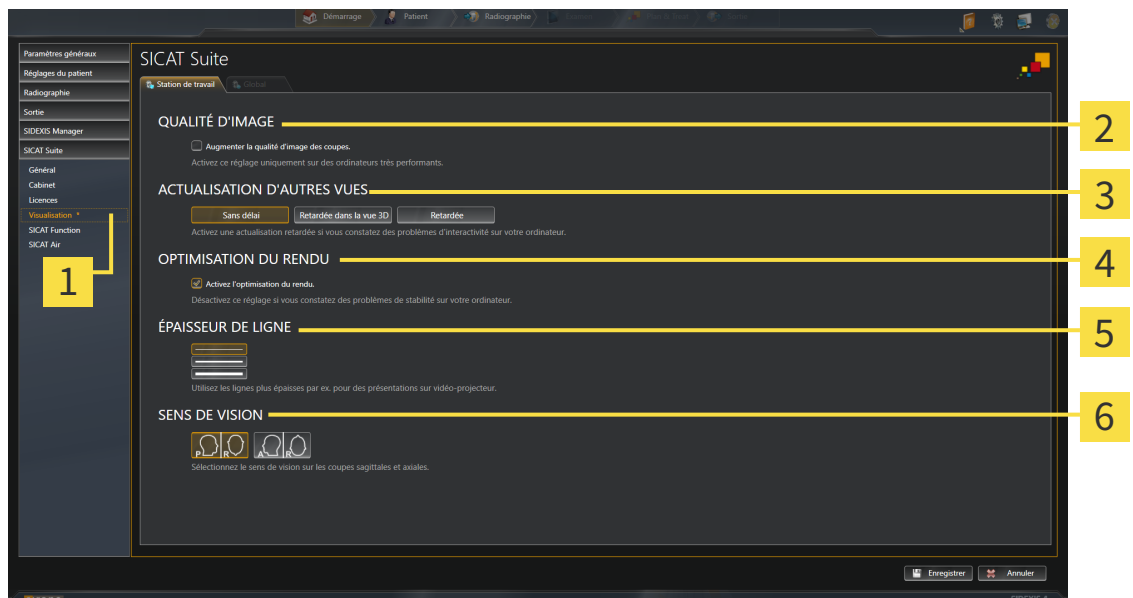 Démarrage
Patient
Radiographie
Paramètres généraux
Réglages du patient
Radiographie
Sortie
SIDEXIS Manager
SICAT Suite
Général
Cabinet
Licences
Visualisation *
SICAT Function
SICAT Air
1
SICAT Suite
Station de travail
Global
QUALITÉ D'IMAGE
2
Augmenter la qualité d'image des coupes.
Activez ce réglage uniquement sur des ordinateurs très performants.
ACTUALISATION D'AUTRES VUES
3
Sans délai
Retardée dans la vue 3D
Retardée
Activez une actualisation retardée si vous constatez des problèmes d'interactivité sur votre ordinateur.
OPTIMISATION DU RENDU
4
Activez l'optimisation du rendu.
Désactivez ce réglage si vous constatez des problèmes de stabilité sur votre ordinateur.
ÉPAISSEUR DE LIGNE
5
Utilisez les lignes plus épaisses par ex. pour des présentations sur vidéo-projecteur.
SENS DE VISION
6
P R A R
Sélectionnez le sens de vision sur les coupes sagittales et axiales.
Enregistrer
Annuler